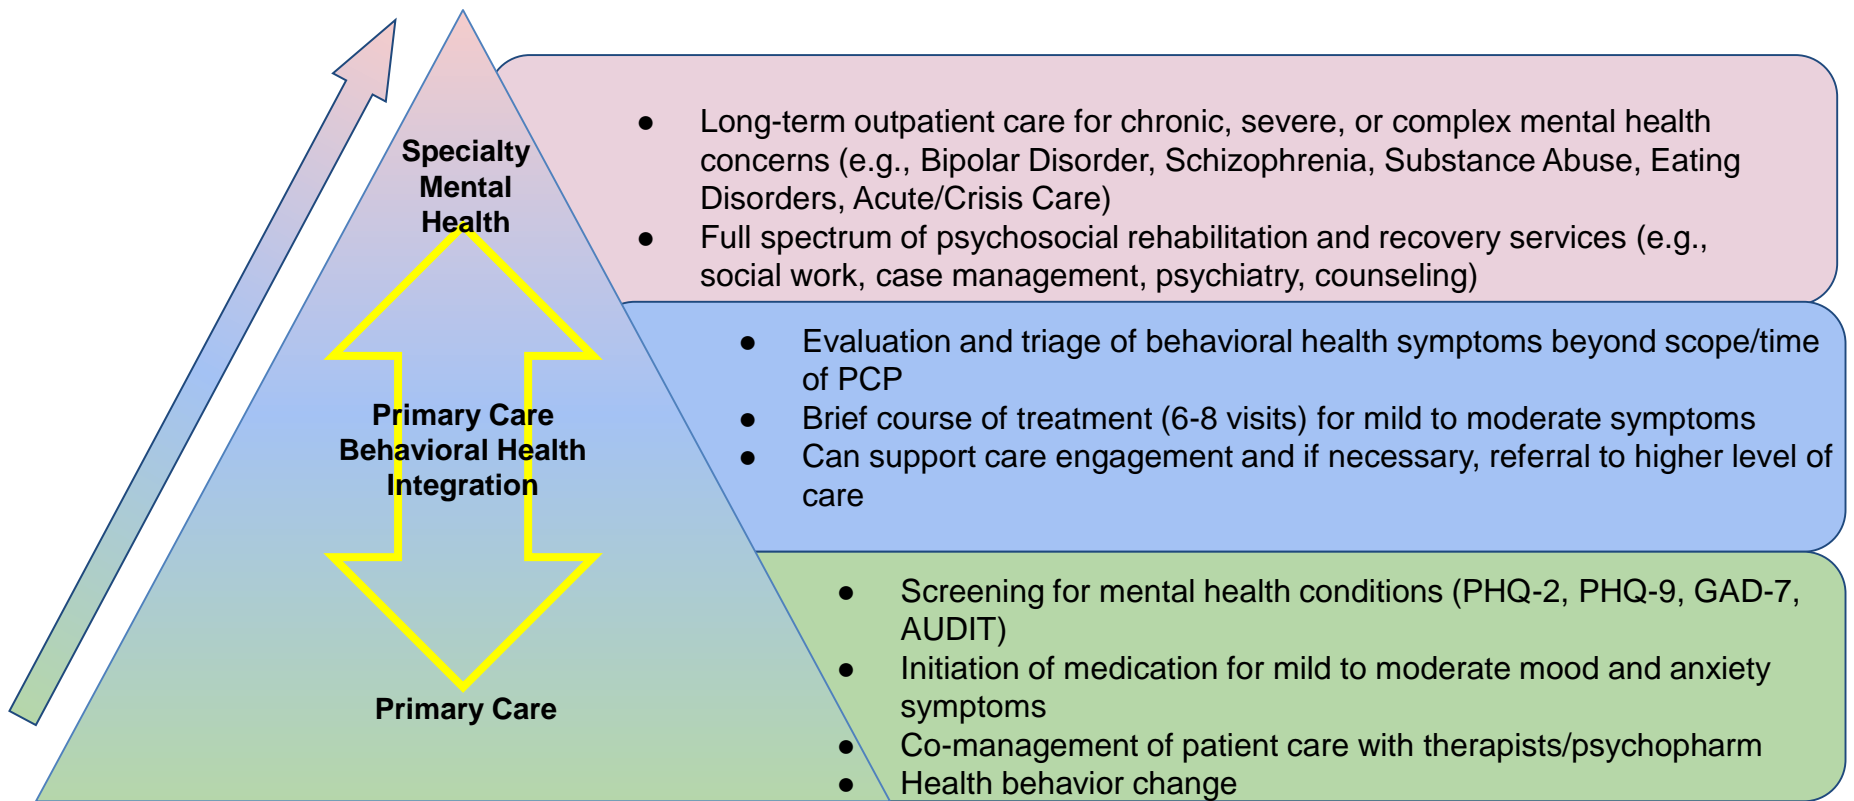 Specialty
Mental
Health
● Long-term outpatient care for chronic, severe, or complex mental health
concerns (e.g., Bipolar Disorder, Schizophrenia, Substance Abuse, Eating
Disorders, Acute/Crisis Care)
● Full spectrum of psychosocial rehabilitation and recovery services (e.g.,
social work, case management, psychiatry, counseling)
Primary Care
Behavioral Health
Integration
● Evaluation and triage of behavioral health symptoms beyond scope/time
of PCP
● Brief course of treatment (6-8 visits) for mild to moderate symptoms
● Can support care engagement and if necessary, referral to higher level of
care
Primary Care
● Screening for mental health conditions (PHQ-2, PHQ-9, GAD-7,
AUDIT)
● Initiation of medication for mild to moderate mood and anxiety
symptoms
● Co-management of patient care with therapists/psychopharm
● Health behavior change